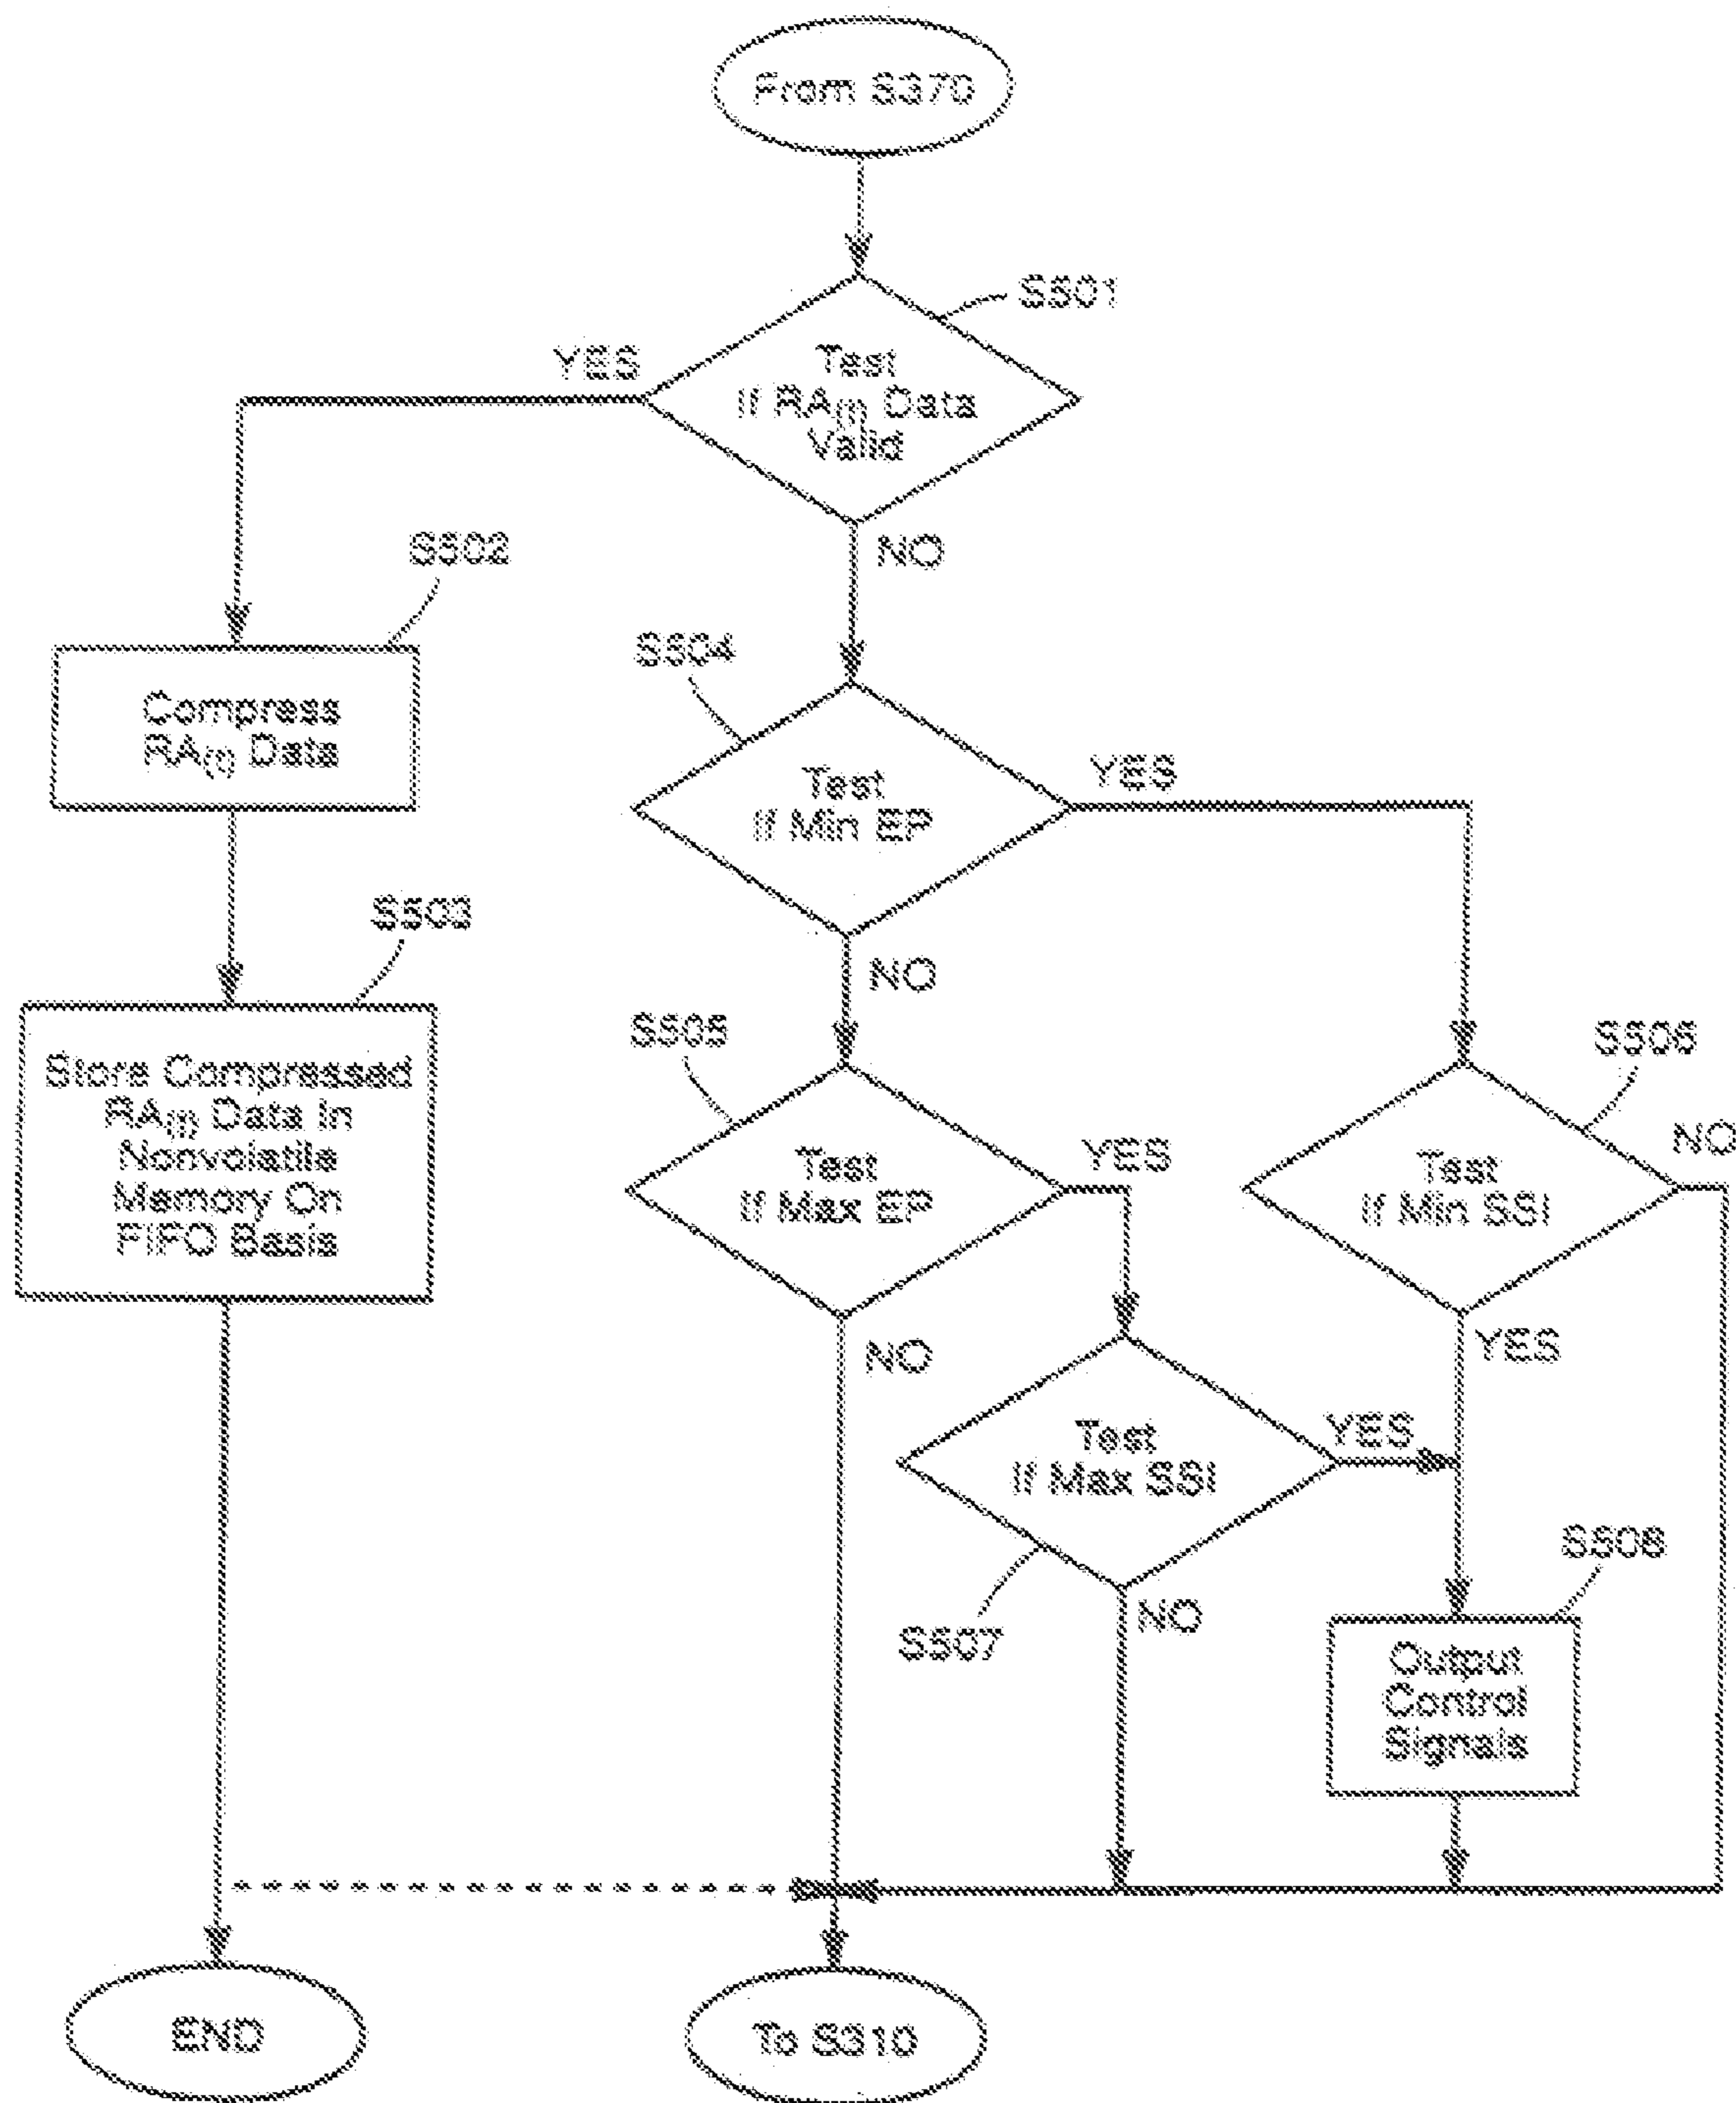 From S370
S501
YES
Test
If RA(t) Data
Valid
NO
S502
Compress
RA(t) Data
S504
Test
If Min EP
YES
NO
S503
Store Compressed
RA(t) Data In
Nonvolatile
Memory On
FIFO Basis
S505
Test
If Max EP
YES
NO
S506
Test
If Min SSI
NO
YES
Test
If Max SSI
YES
S507
NO
S508
Output
Control
Signals
END
To S310